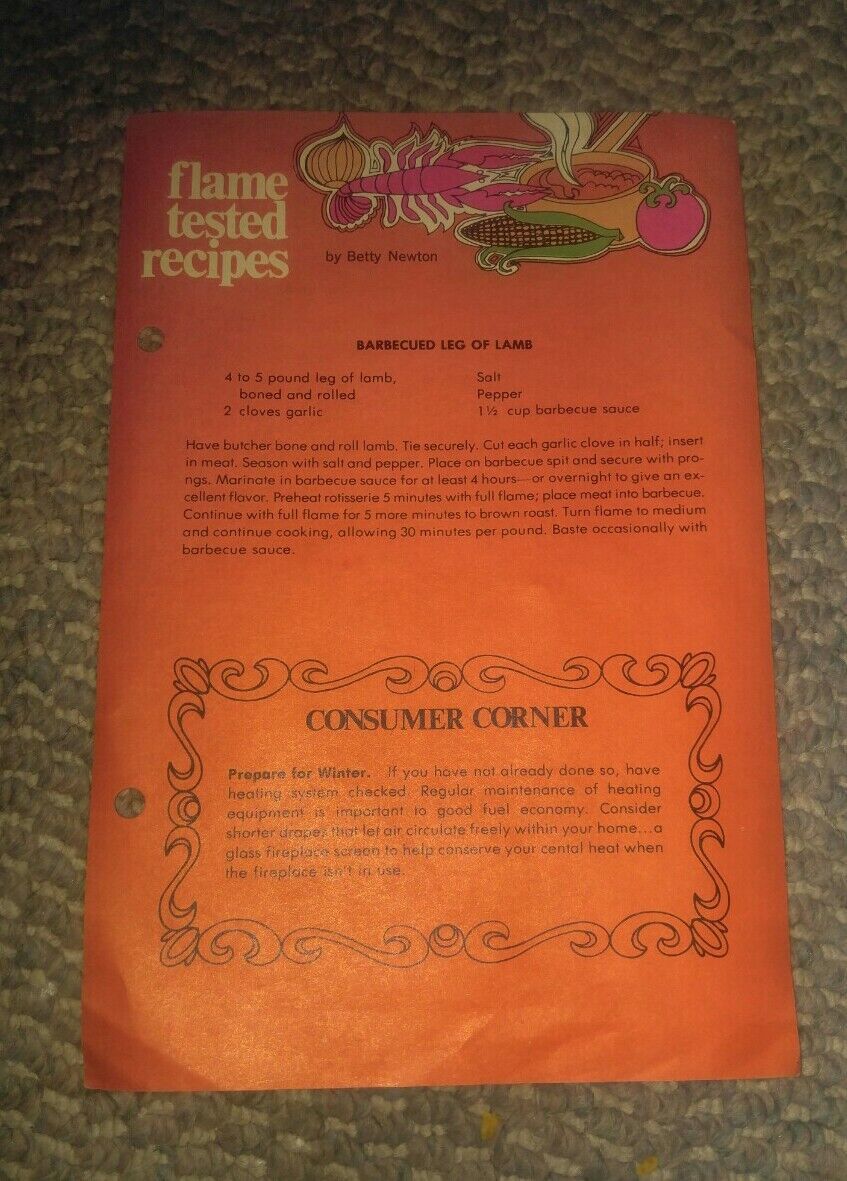 flame
tested
recipes
by Betty Newton
BARBECUED LEG OF LAMB
4 to 5 pound leg of lamb,
boned and rolled
2 cloves garlic
Salt
Pepper
1½ cup barbecue sauce
Have butcher bone and roll lamb. Tie securely. Cut each garlic clove in half; insert
in meat. Season with salt and pepper. Place on barbecue spit and secure with pro-
ngs. Marinate in barbecue sauce for at least 4 hours—or overnight to give an ex-
cellent flavor. Preheat rotisserie 5 minutes with full flame; place meat into barbecue.
Continue with full flame for 5 more minutes to brown roast. Turn flame to medium
and continue cooking, allowing 30 minutes per pound. Baste occasionally with
barbecue sauce.
CONSUMER CORNER
Prepare for Winter. If you have not already done so, have
heating system checked. Regular maintenance of heating
equipment is important to good fuel economy. Consider
shorter drapes that let air circulate freely within your home...a
glass fireplace screen to help conserve your cental heat when
the fireplace isn't in use.